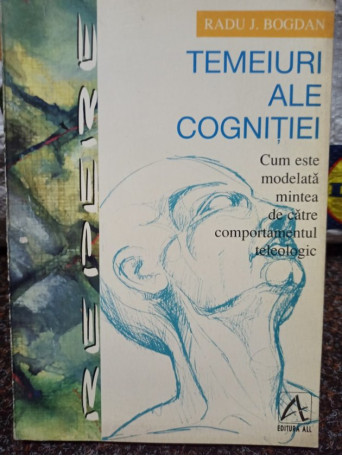 RADU J. BOGDAN
TEMEIURI
ALE
COGNIȚIEI
Cum este
modelată
mintea
de către
comportamentul
teleologic
REPERE
EDITURA ALL